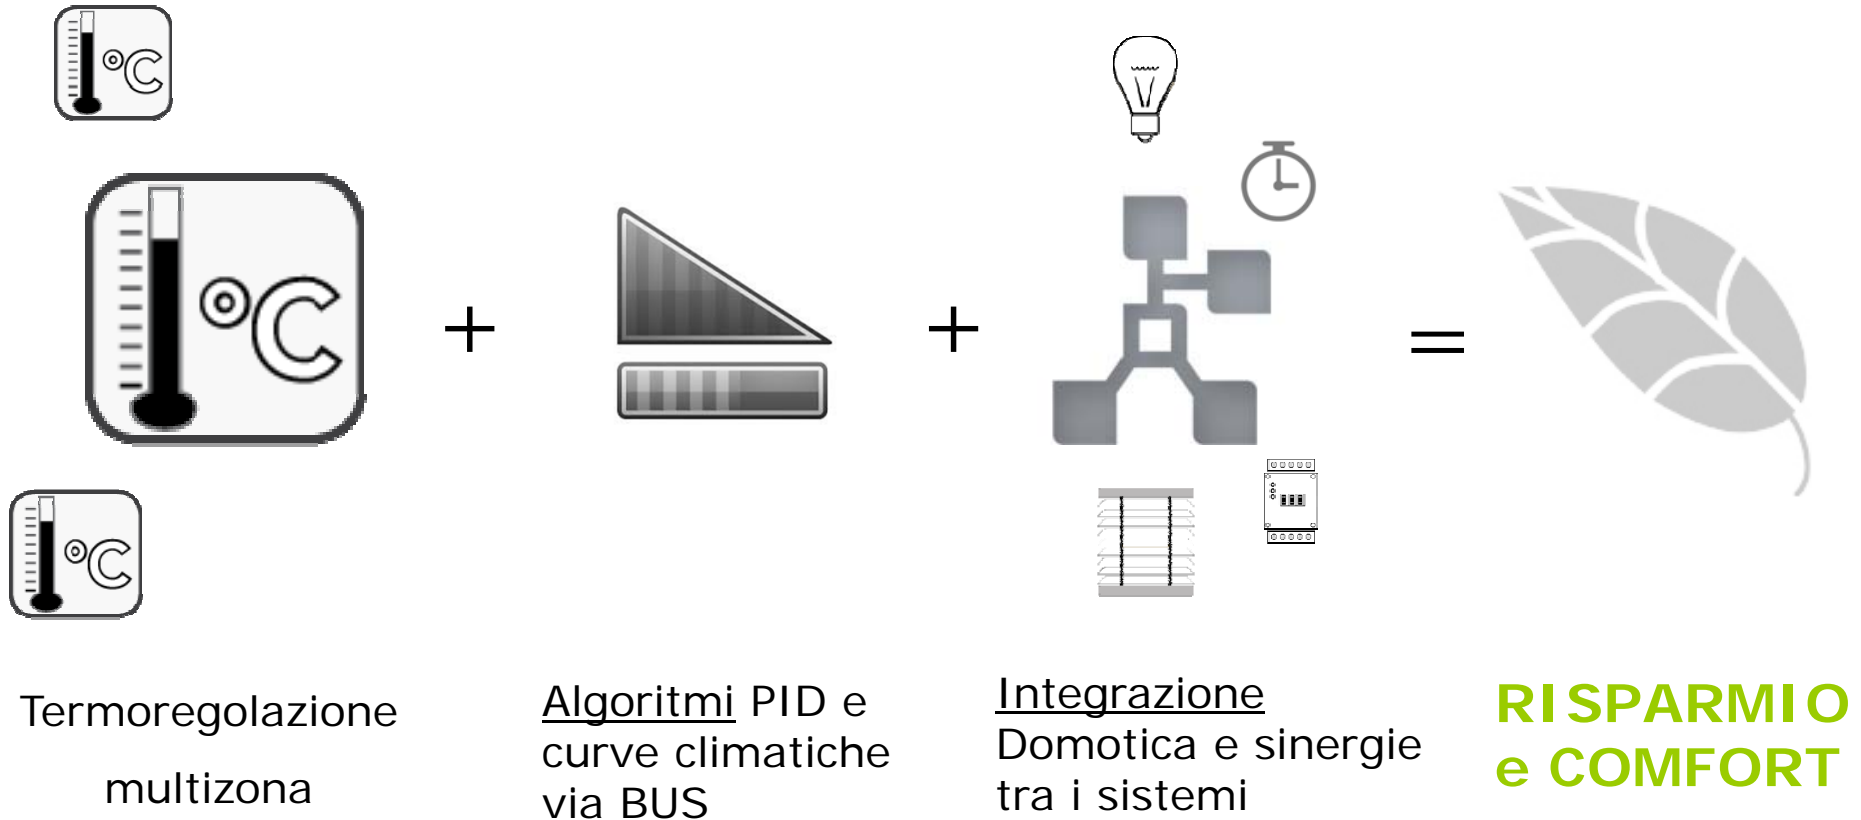 °C
°C
+
+
=
°C
Termoregolazione
multizona
Algoritmi PID e
curve climatiche
via BUS
Integrazione
Domotica e sinergie
tra i sistemi
RISPARMIO
e COMFORT